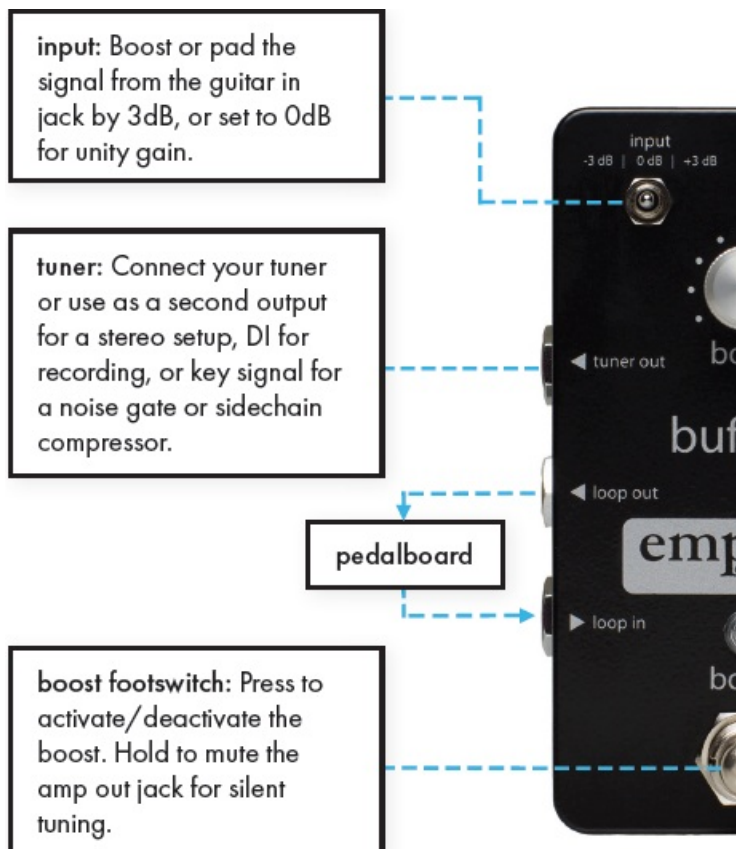 input: Boost or pad the
signal from the guitar in
jack by 3dB, or set to 0dB
for unity gain.
input
-3 dB | 0 dB | +3 dB
tuner: Connect your tuner
or use as a second output
for a stereo setup, DI for
recording, or key signal for
a noise gate or sidechain
compressor.
◀ tuner out
bo
buf
◀ loop out
pedalboard
emp
▶ loop in
bo
boost footswitch: Press to
activate/deactivate the
boost. Hold to mute the
amp out jack for silent
tuning.